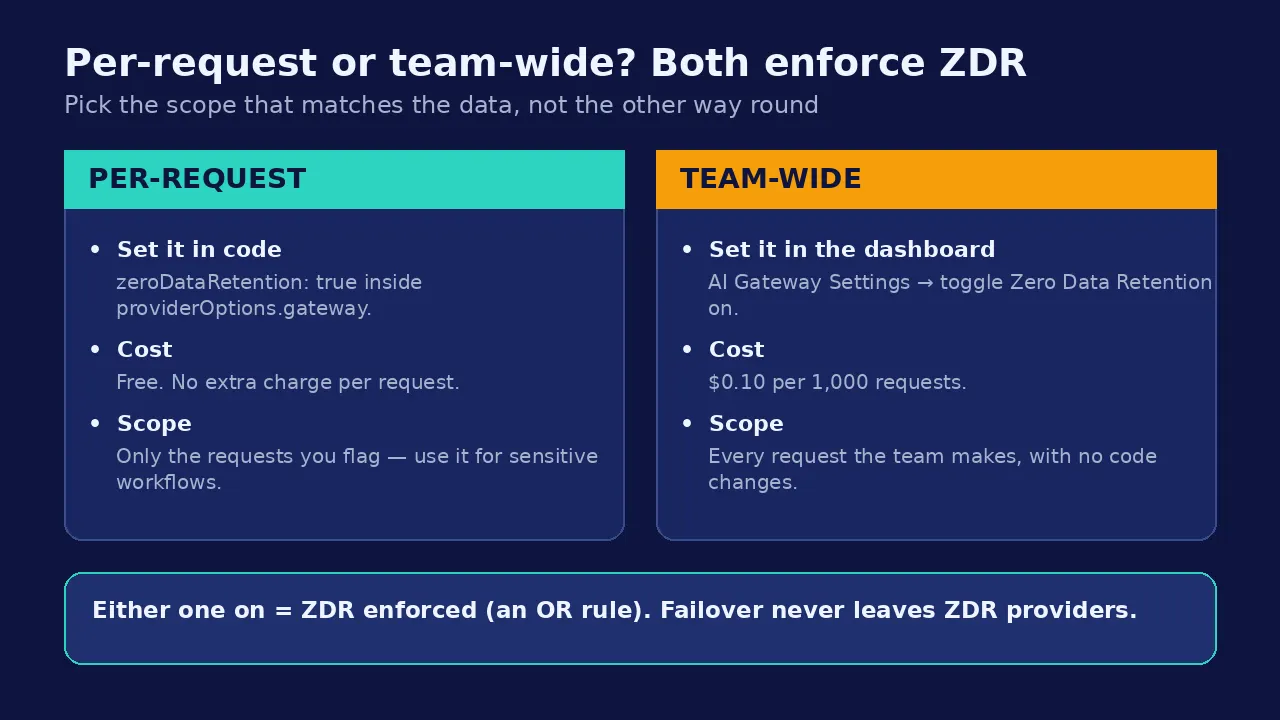 Per-request or team-wide? Both enforce ZDR
Pick the scope that matches the data, not the other way round
PER-REQUEST
• Set it in code
zeroDataRetention: true inside
providerOptions.gateway.
• Cost
Free. No extra charge per request.
• Scope
Only the requests you flag — use it for sensitive
workflows.
TEAM-WIDE
• Set it in the dashboard
AI Gateway Settings → toggle Zero Data Retention
on.
• Cost
$0.10 per 1,000 requests.
• Scope
Every request the team makes, with no code
changes.
Either one on = ZDR enforced (an OR rule). Failover never leaves ZDR providers.